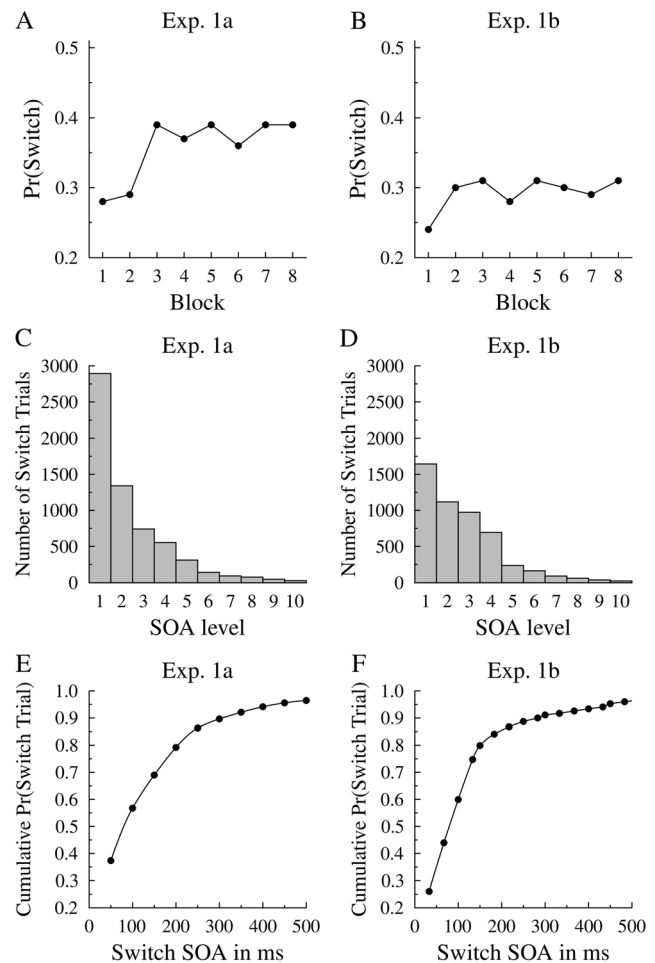 A
Exp. 1a
Pr(Switch)
0.5
0.4
0.3
0.2
1 2 3 4 5 6 7 8
Block
B
Exp. 1b
Pr(Switch)
0.5
0.4
0.3
0.2
1 2 3 4 5 6 7 8
Block
C
Exp. 1a
Number of Switch Trials
3000
2500
2000
1500
1000
500
0
1 2 3 4 5 6 7 8 9 10
SOA level
D
Exp. 1b
Number of Switch Trials
3000
2500
2000
1500
1000
500
0
1 2 3 4 5 6 7 8 9 10
SOA level
E
Exp. 1a
Cumulative Pr(Switch Trial)
1.0
0.9
0.8
0.7
0.6
0.5
0.4
0.3
0.2
0 100 200 300 400 500
Switch SOA in ms
F
Exp. 1b
Cumulative Pr(Switch Trial)
1.0
0.9
0.8
0.7
0.6
0.5
0.4
0.3
0.2
0 100 200 300 400 500
Switch SOA in ms